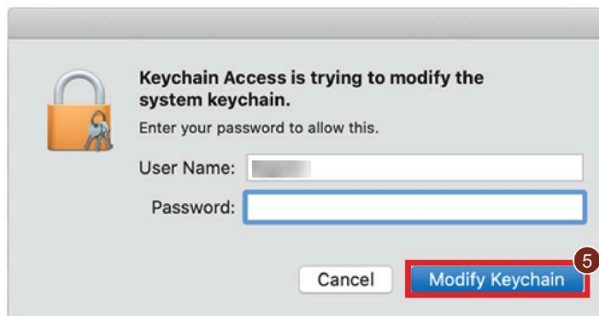 Keychain Access is trying to modify the
system keychain.
Enter your password to allow this.
User Name:
Password:
Cancel
Modify Keychain
5